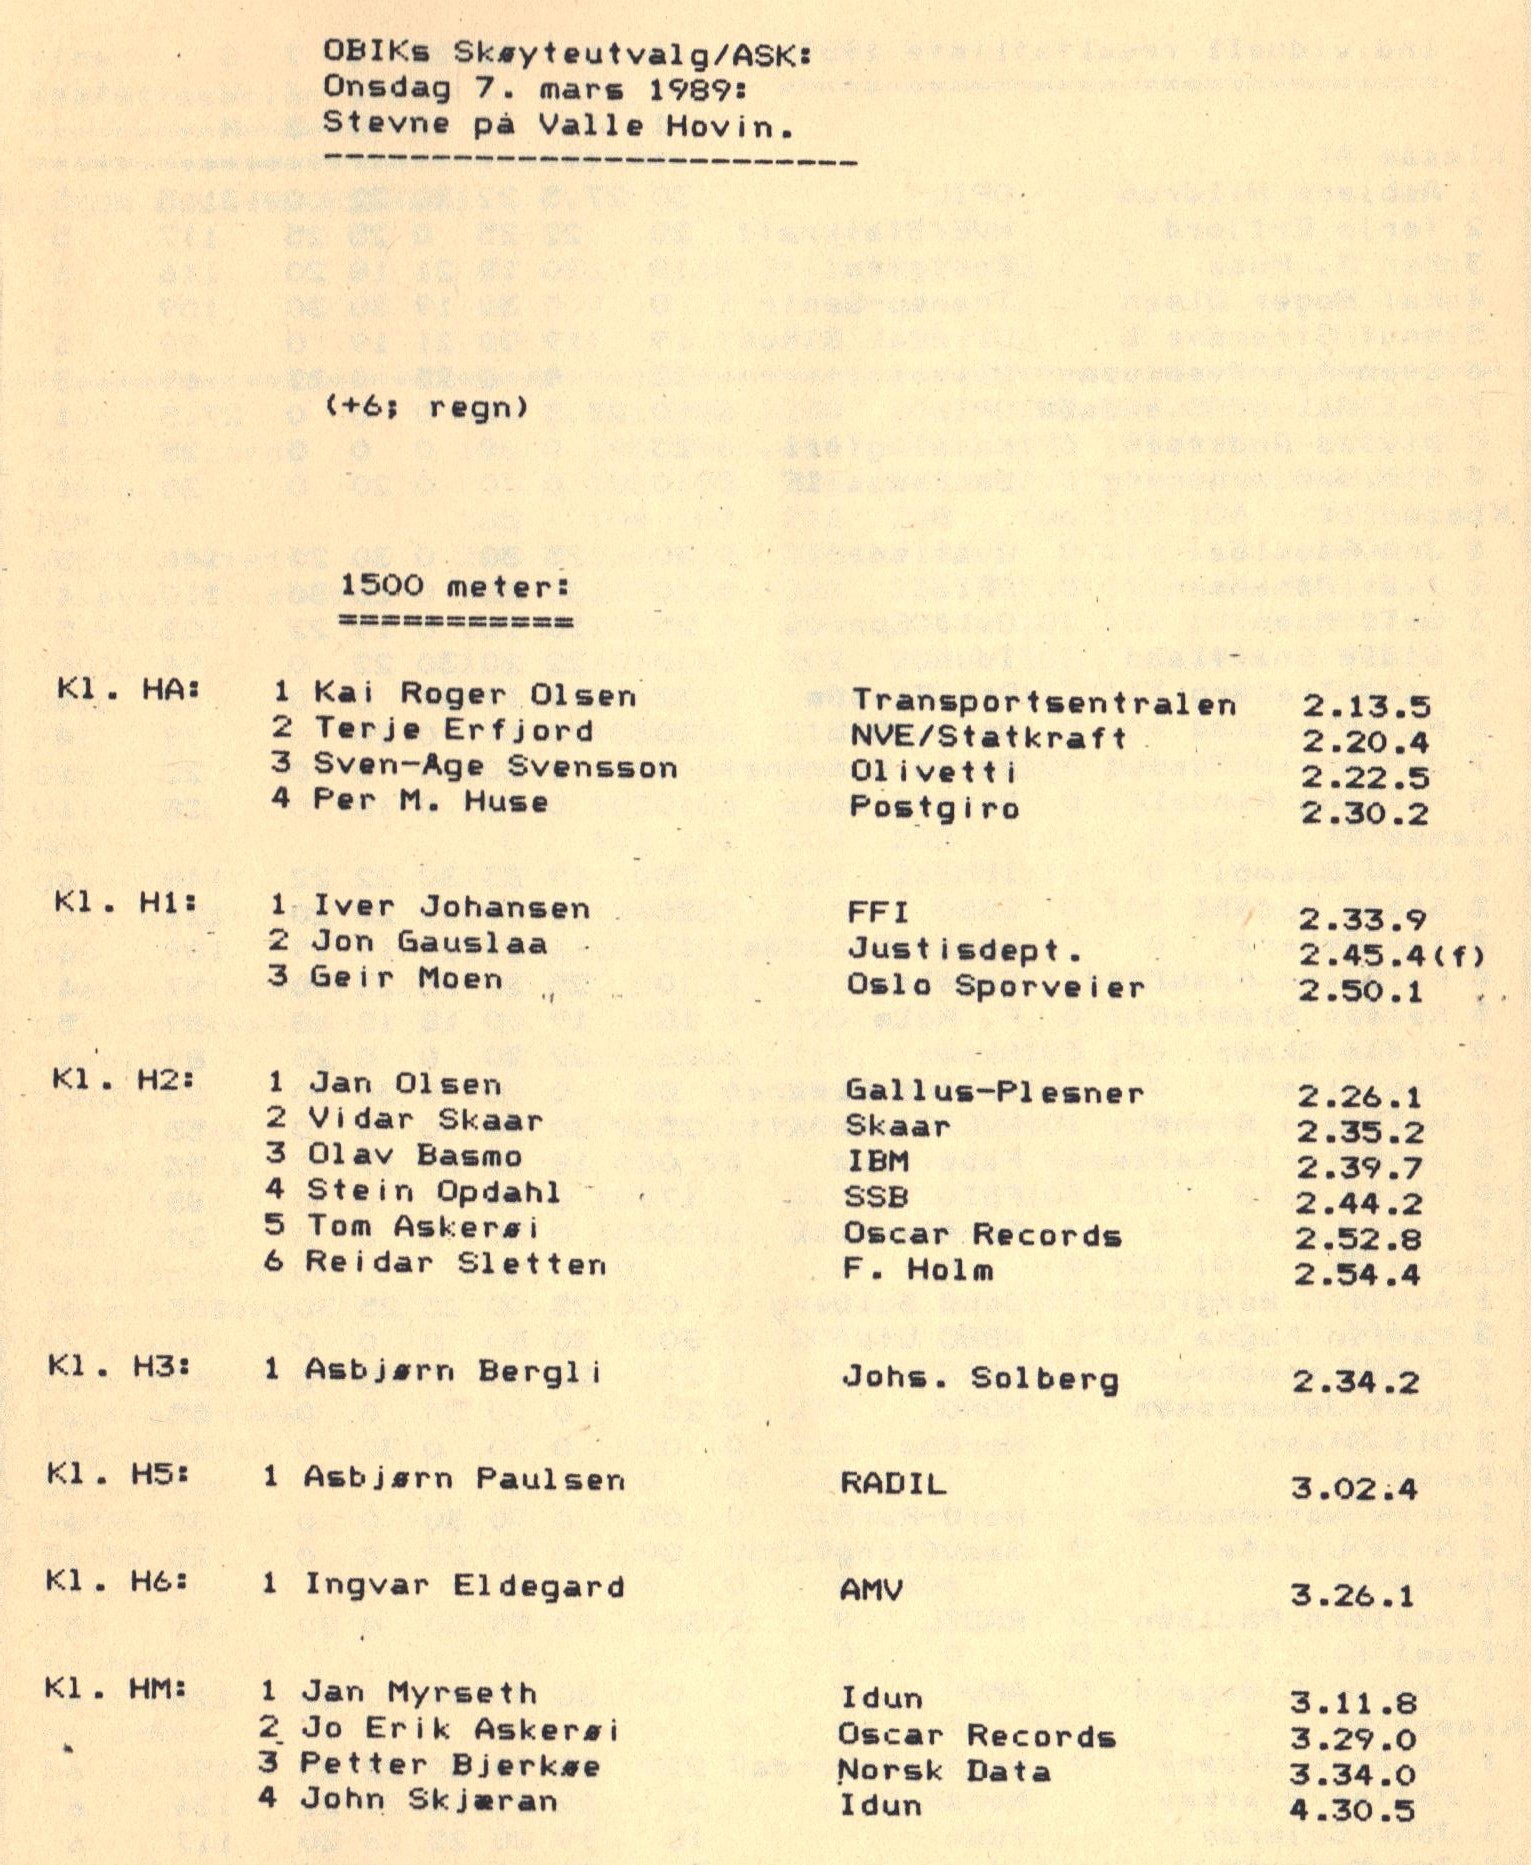 OBIKs Skøyteutvalg/ASK:
Onsdag 7. mars 1989:
Stevne på Valle Hovin.
-------------------------
(+6; regn)
1500 meter:
===========
Kl. HA: 1 Kai Roger Olsen Transportsentralen 2.13.5
2 Terje Erfjord NVE/Statkraft 2.20.4
3 Sven-Age Svensson Olivetti 2.22.5
4 Per M. Huse Postgiro 2.30.2
Kl. H1: 1 Iver Johansen FFI 2.33.9
2 Jon Gauslaa Justisdept. 2.45.4(f)
3 Geir Moen Oslo Sporveier 2.50.1
Kl. H2: 1 Jan Olsen Gallus-Plesner 2.26.1
2 Vidar Skaar Skaar 2.35.2
3 Olav Basmo IBM 2.39.7
4 Stein Opdahl SSB 2.44.2
5 Tom Askerøi Oscar Records 2.52.8
6 Reidar Sletten F. Holm 2.54.4
Kl. H3: 1 Asbjørn Bergli Johs. Solberg 2.34.2
Kl. H5: 1 Asbjørn Paulsen RADIL 3.02.4
Kl. H6: 1 Ingvar Eldegard AMV 3.26.1
Kl. HM: 1 Jan Myrseth Idun 3.11.8
2 Jo Erik Askerøi Oscar Records 3.29.0
3 Petter Bjerkøe Norsk Data 3.34.0
4 John Skjæran Idun 4.30.5